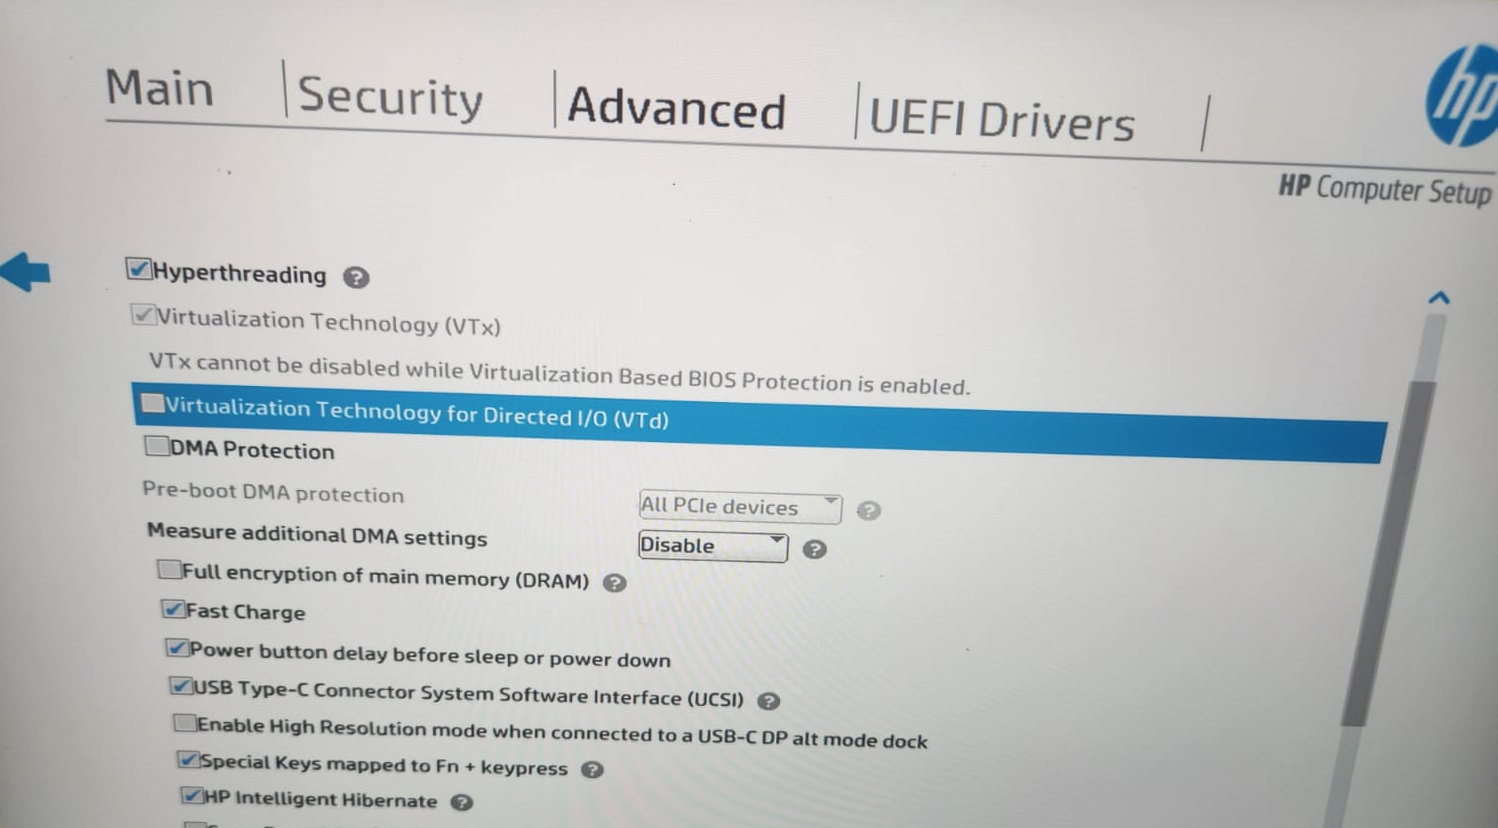 Main
Security
Advanced
UEFI Drivers
hp
HP Computer Setup
Hyperthreading ?
Virtualization Technology (VTx)
VTx cannot be disabled while Virtualization Based BIOS Protection is enabled.
Virtualization Technology for Directed I/O (VTd)
DMA Protection
Pre-boot DMA protection All PCIe devices ?
Measure additional DMA settings Disable ?
Full encryption of main memory (DRAM) ?
Fast Charge
Power button delay before sleep or power down
USB Type-C Connector System Software Interface (UCSI) ?
Enable High Resolution mode when connected to a USB-C DP alt mode dock
Special Keys mapped to Fn + keypress ?
HP Intelligent Hibernate ?